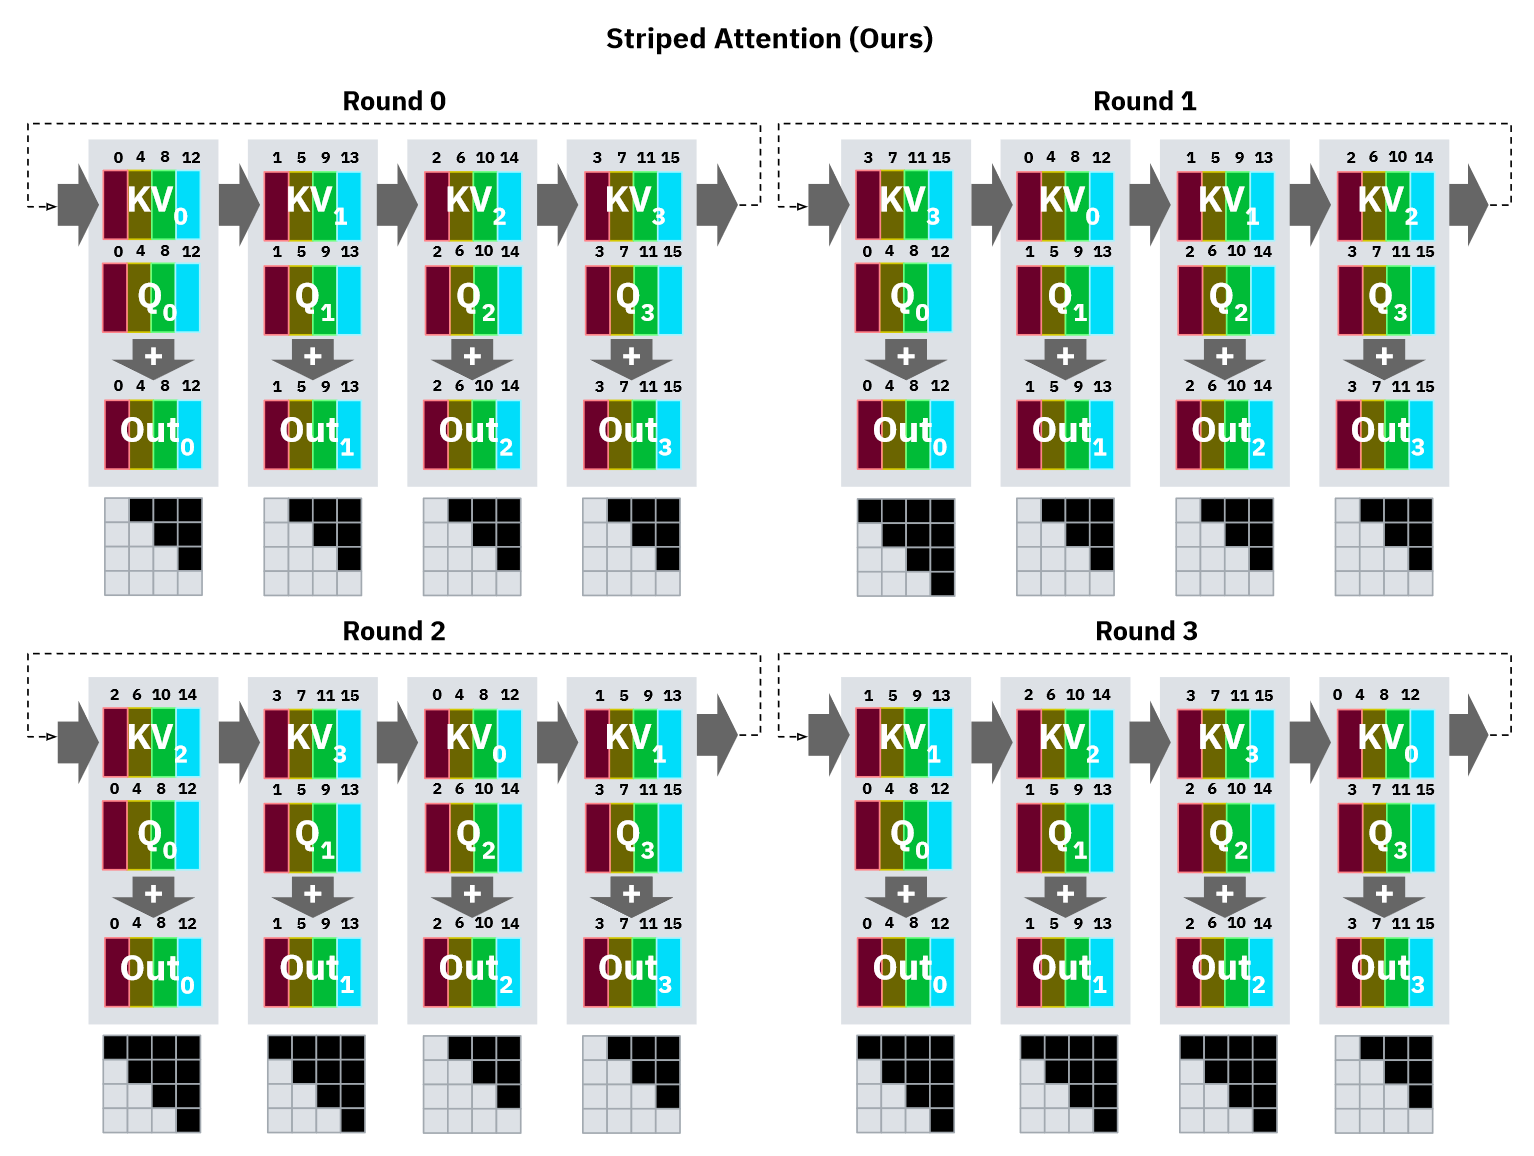 Striped Attention (Ours)
Round 0
0 4 8 12 1 5 9 13 2 6 10 14 3 7 11 15
KV0 KV1 KV2 KV3
0 4 8 12 1 5 9 13 2 6 10 14 3 7 11 15
Q0 Q1 Q2 Q3
+ + + +
0 4 8 12 1 5 9 13 2 6 10 14 3 7 11 15
Out0 Out1 Out2 Out3
Round 1
3 7 11 15 0 4 8 12 1 5 9 13 2 6 10 14
KV3 KV0 KV1 KV2
0 4 8 12 1 5 9 13 2 6 10 14 3 7 11 15
Q0 Q1 Q2 Q3
+ + + +
0 4 8 12 1 5 9 13 2 6 10 14 3 7 11 15
Out0 Out1 Out2 Out3
Round 2
2 6 10 14 3 7 11 15 0 4 8 12 1 5 9 13
KV2 KV3 KV0 KV1
0 4 8 12 1 5 9 13 2 6 10 14 3 7 11 15
Q0 Q1 Q2 Q3
+ + + +
0 4 8 12 1 5 9 13 2 6 10 14 3 7 11 15
Out0 Out1 Out2 Out3
Round 3
1 5 9 13 2 6 10 14 3 7 11 15 0 4 8 12
KV1 KV2 KV3 KV0
0 4 8 12 1 5 9 13 2 6 10 14 3 7 11 15
Q0 Q1 Q2 Q3
+ + + +
0 4 8 12 1 5 9 13 2 6 10 14 3 7 11 15
Out0 Out1 Out2 Out3